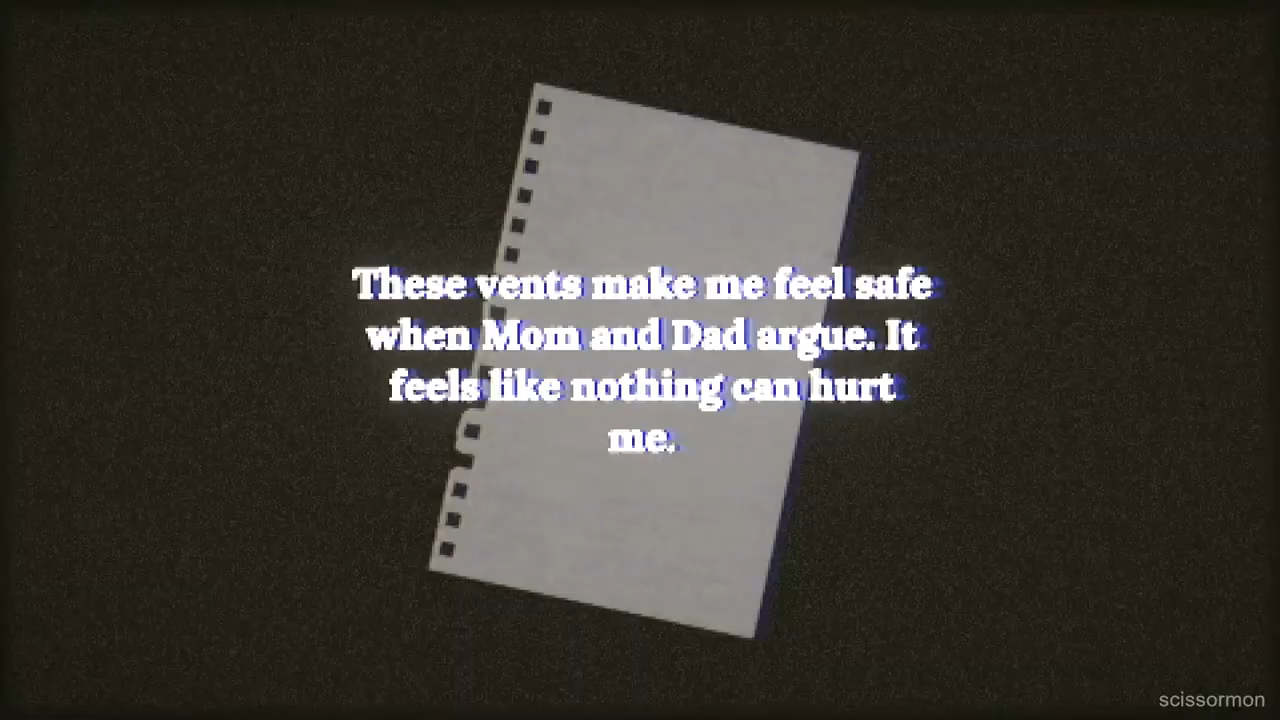 These vents make me feel safe
when Mom and Dad argue. It
feels like nothing can hurt
me.
scissormon